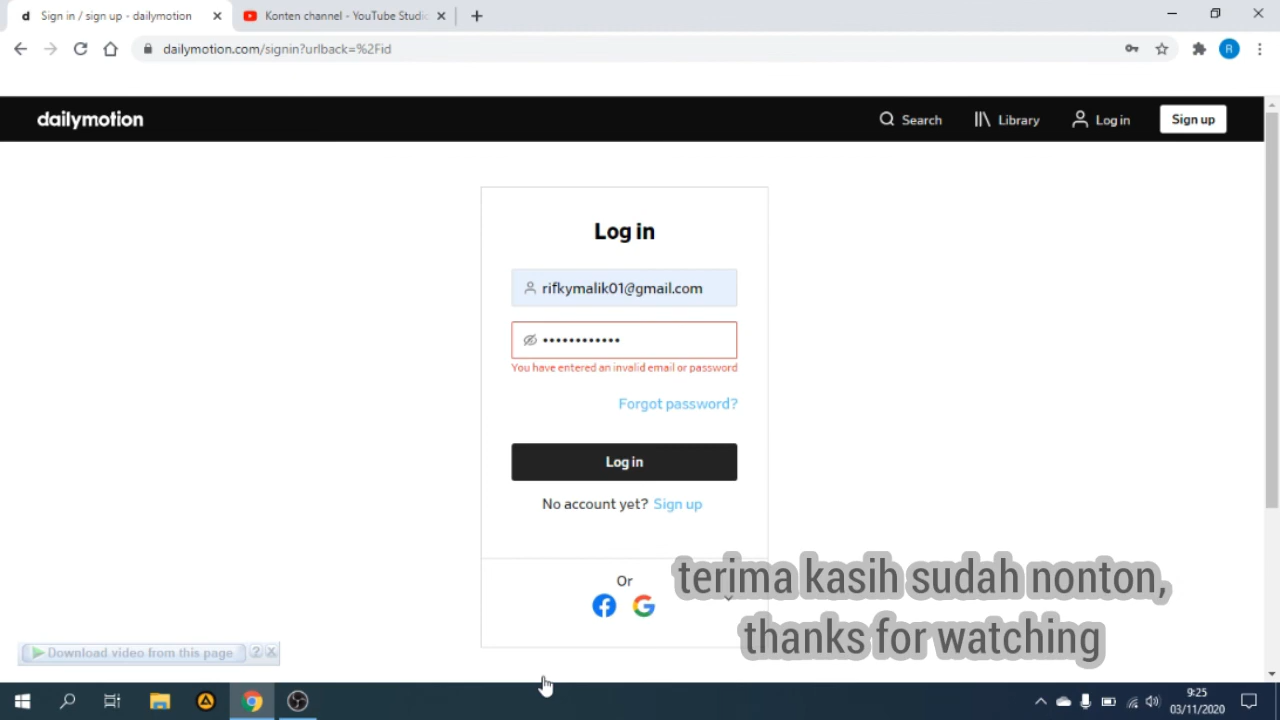 Sign in / sign up - dailymotion
Konten channel - YouTube Studio
dailymotion.com/signin?urlback=%2Fid
R
dailymotion
Search
Library
Log in
Sign up
Log in
rifkymalik01@gmail.com
••••••••••••
You have entered an invalid email or password
Forgot password?
Log in
No account yet? Sign up
Or
terima kasih sudah nonton,
thanks for watching
Download video from this page
9:25
03/11/2020